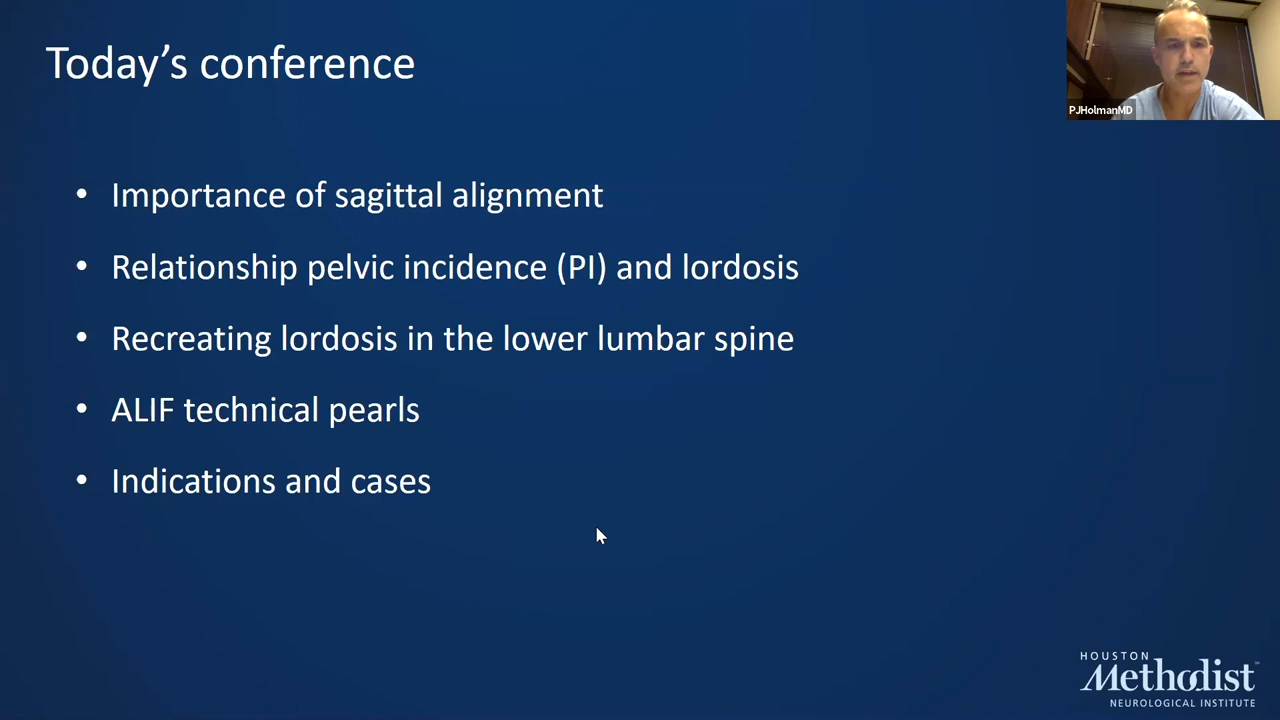 Today’s conference
PJHolmanMD
• Importance of sagittal alignment
• Relationship pelvic incidence (PI) and lordosis
• Recreating lordosis in the lower lumbar spine
• ALIF technical pearls
• Indications and cases
HOUSTON
Methodist
NEUROLOGICAL INSTITUTE